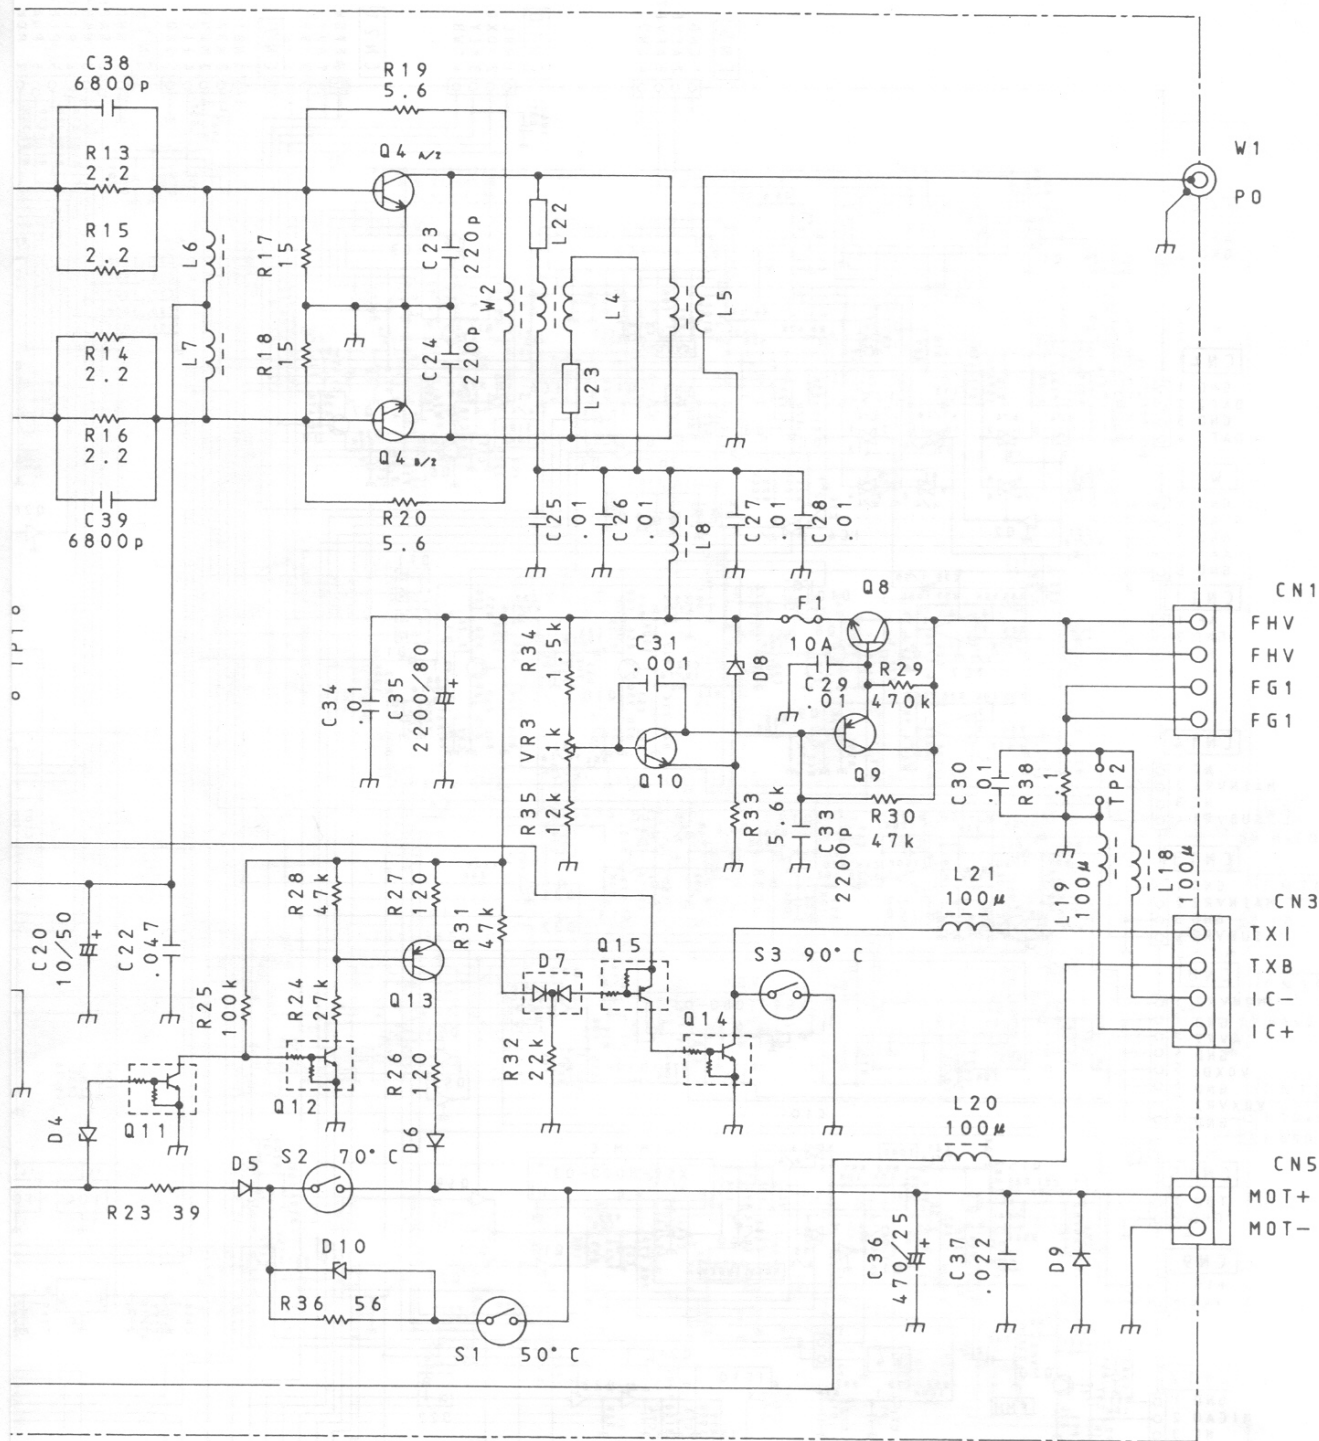 C38
6800p
R19
5.6
R13
2.2
Q4 A/2
W1
PO
R15
2.2
L6
R17
15
C23
220p
L22
W2
L4
L5
L7
R18
15
C24
220p
R14
2.2
L23
R16
2.2
Q4 B/2
C39
6800p
R20
5.6
C25
.01
C26
.01
L8
C27
.01
C28
.01
CN1
Q8
F1
10A
FHV
FHV
FG1
FG1
TP1
C34
.01
C35
2200/80
+
R34
1.5k
C31
.001
D8
C29
.01
R29
470k
VR3
1k
Q10
Q9
C30
.01
R38
.1
TP2
R35
12k
R33
5.6k
C33
2200p
R30
47k
L19
100μ
L18
100μ
L21
100μ
CN3
C20
10/50
+
C22
.047
R28
47k
R27
120
R31
47k
Q15
D7
S3 90°C
TXI
TXB
IC-
IC+
R25
100k
R24
27k
Q13
Q14
R26
120
R32
22k
D4
Q11
Q12
D6
L20
100μ
CN5
D5
S2 70°C
MOT+
MOT-
R23 39
D10
C36
470/25
+
C37
.022
D9
R36 56
S1 50°C